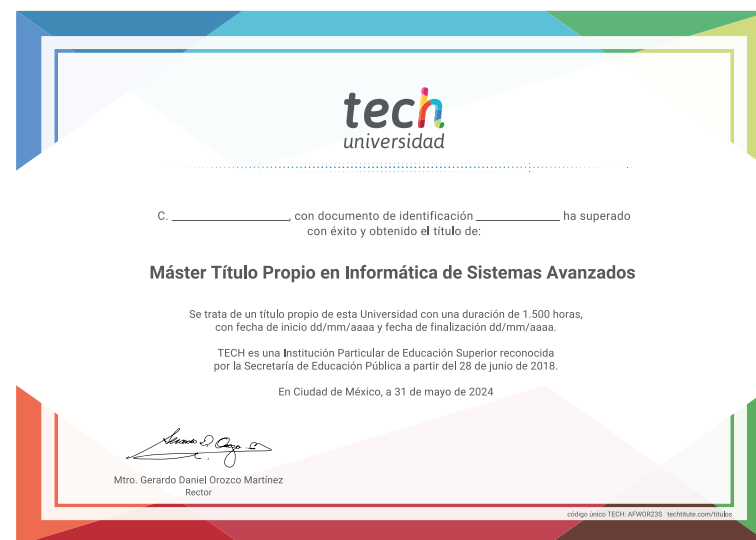 tech
universidad
C. ____________________, con documento de identificación ______________ ha superado
con éxito y obtenido el título de:
Máster Título Propio en Informática de Sistemas Avanzados
Se trata de un título propio de esta Universidad con una duración de 1.500 horas,
con fecha de inicio dd/mm/aaaa y fecha de finalización dd/mm/aaaa.
TECH es una Institución Particular de Educación Superior reconocida
por la Secretaría de Educación Pública a partir del 28 de junio de 2018.
En Ciudad de México, a 31 de mayo de 2024
Mtro. Gerardo Daniel Orozco Martínez
Rector
código único TECH: AFWOR23S techtitute.com/titulos